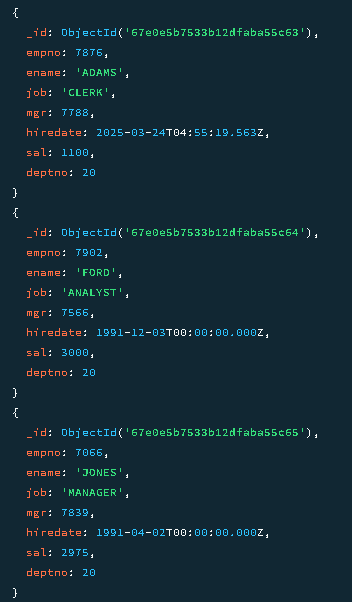 {
_id: ObjectId('67e0e5b7533b12dfaba55c63'),
empno: 7876,
ename: 'ADAMS',
job: 'CLERK',
mgr: 7788,
hiredate: 2025-03-24T04:55:19.563Z,
sal: 1100,
deptno: 20
}
{
_id: ObjectId('67e0e5b7533b12dfaba55c64'),
empno: 7902,
ename: 'FORD',
job: 'ANALYST',
mgr: 7566,
hiredate: 1991-12-03T00:00:00.000Z,
sal: 3000,
deptno: 20
}
{
_id: ObjectId('67e0e5b7533b12dfaba55c65'),
empno: 7066,
ename: 'JONES',
job: 'MANAGER',
mgr: 7839,
hiredate: 1991-04-02T00:00:00.000Z,
sal: 2975,
deptno: 20
}